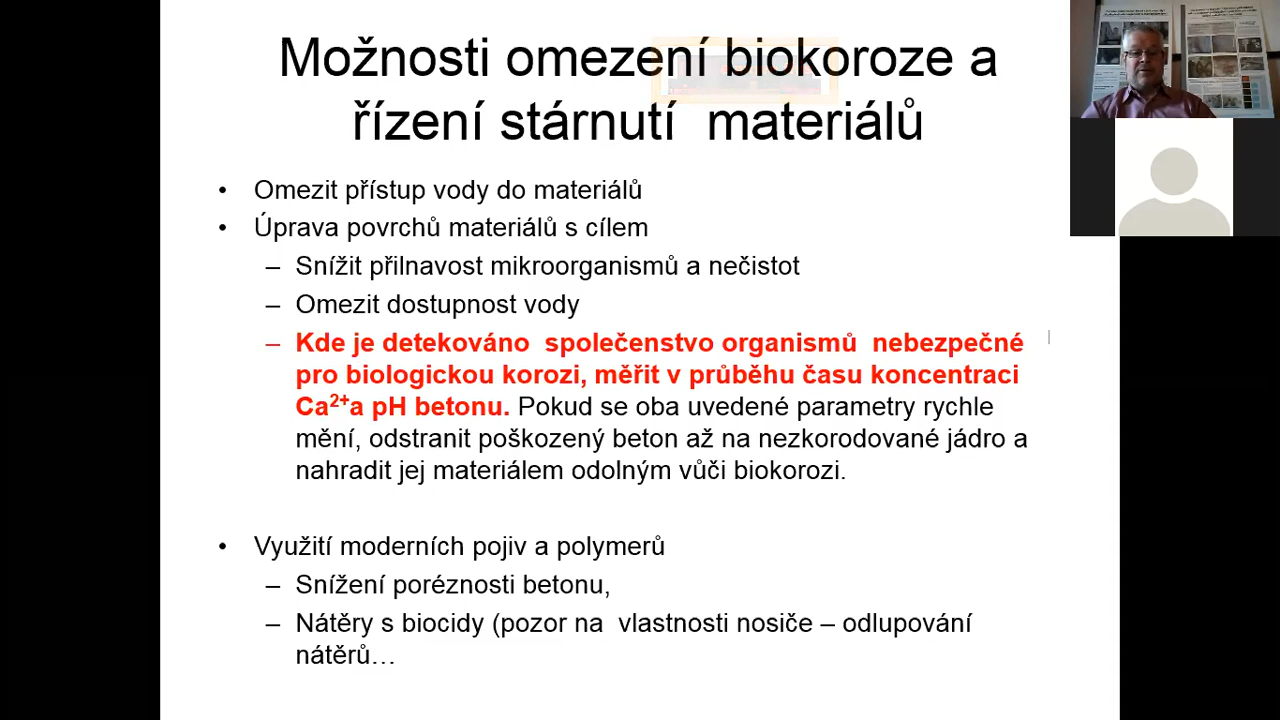 Možnosti omezení biokoroze a
řízení stárnutí  materiálů
• Omezit přístup vody do materiálů
• Úprava povrchů materiálů s cílem
– Snížit přilnavost mikroorganismů a nečistot
– Omezit dostupnost vody
– Kde je detekováno  společenstvo organismů  nebezpečné
pro biologickou korozi, měřit v průběhu času koncentraci
Ca²⁺a pH betonu. Pokud se oba uvedené parametry rychle
mění, odstranit poškozený beton až na nezkorodované jádro a
nahradit jej materiálem odolným vůči biokorozi.
• Využití moderních pojiv a polymerů
– Snížení poréznosti betonu,
– Nátěry s biocidy (pozor na  vlastnosti nosiče – odlupování
nátěrů…